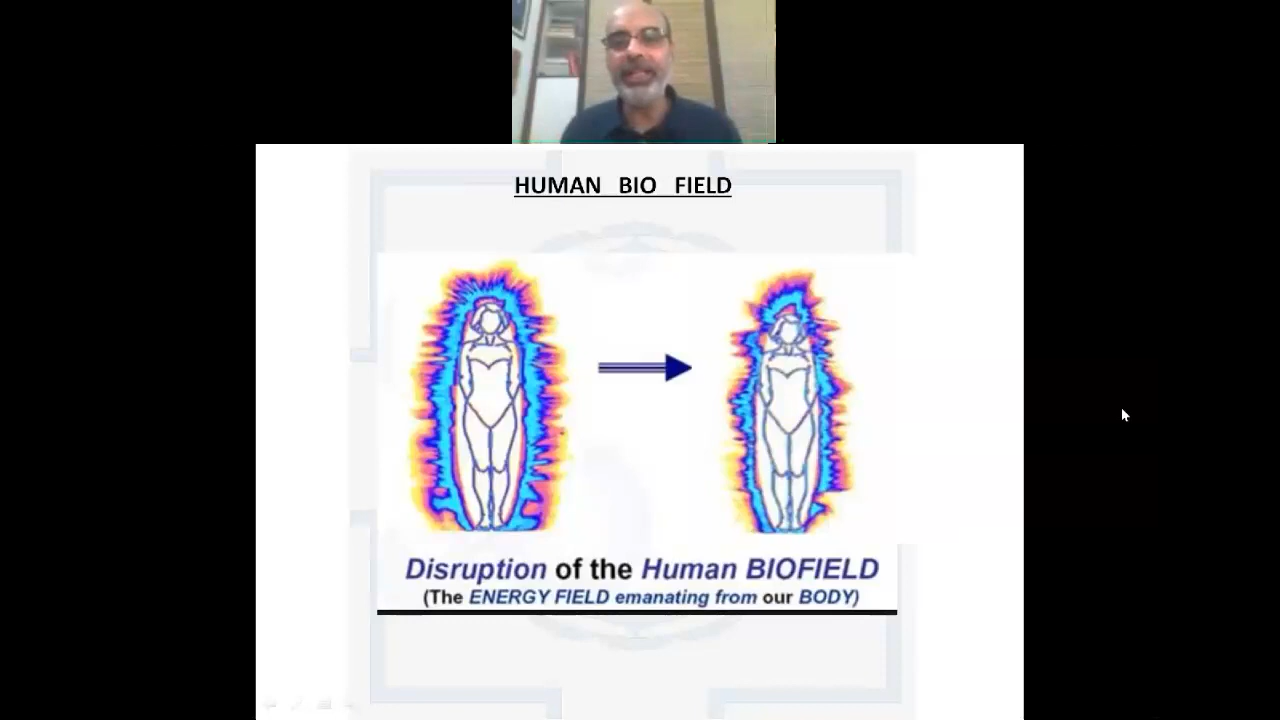 HUMAN BIO FIELD
Disruption of the Human BIOFIELD
(The ENERGY FIELD emanating from our BODY)